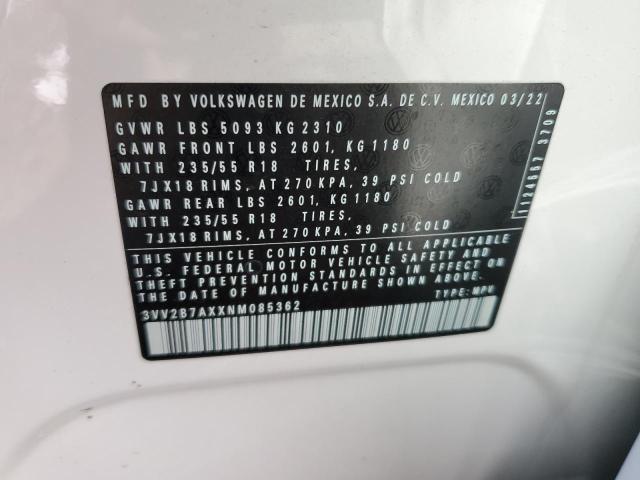 MFD BY VOLKSWAGEN DE MEXICO S.A. DE C.V. MEXICO 03/22
GVWR LBS 5093 KG 2310
GAWR FRONT LBS 2601, KG 1180
WITH 235/55 R18 TIRES,
7JX18 RIMS, AT 270 KPA, 39 PSI COLD
GAWR REAR LBS 2601, KG 1180
WITH 235/55 R18 TIRES,
7JX18 RIMS, AT 270 KPA, 39 PSI COLD
THIS VEHICLE CONFORMS TO ALL APPLICABLE
U.S. FEDERAL MOTOR VEHICLE SAFETY AND
THEFT PREVENTION STANDARDS IN EFFECT ON
DATE OF MANUFACTURE SHOWN ABOVE.
3VV2B7AXXNM085362 TYPE: MPV
1124557 3709